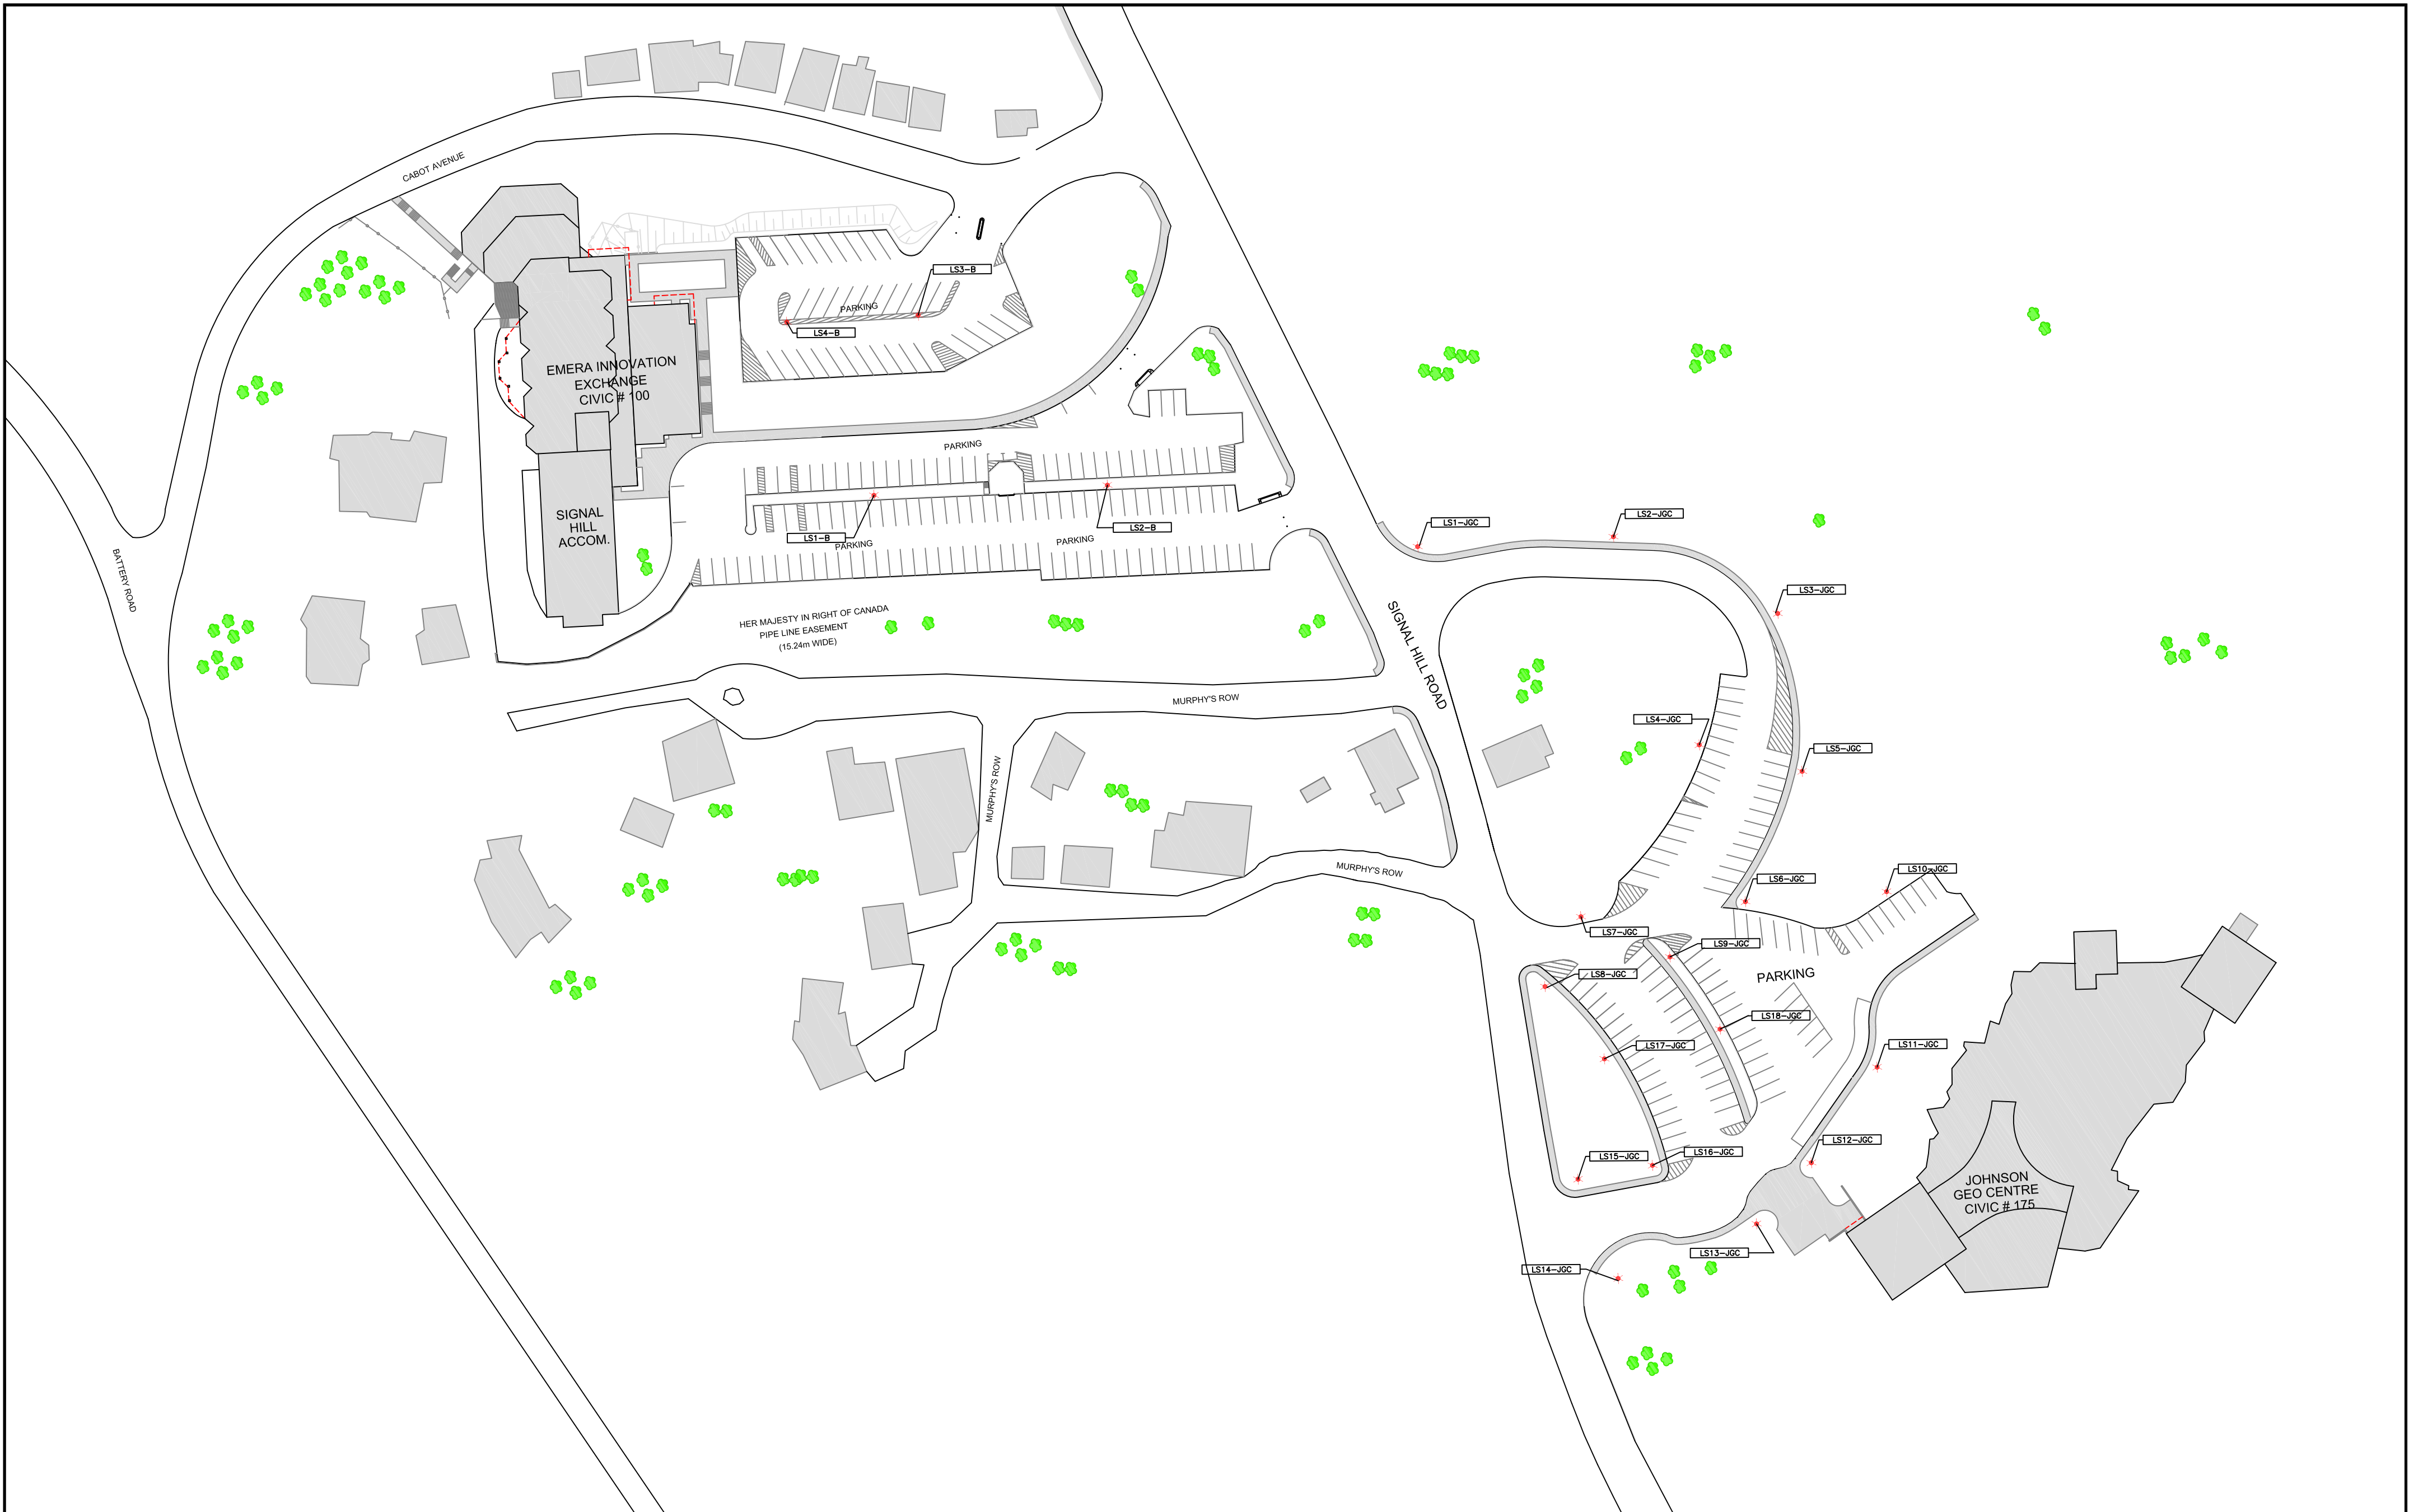 CABOT AVENUE
LS3-B
PARKING
LS4-B
EMERA INNOVATION
EXCHANGE
CIVIC # 100
PARKING
SIGNAL
HILL
ACCOM.
LS1-B
LS2-B
PARKING
PARKING
LS1-JGC
LS2-JGC
BATTERY ROAD
LS3-JGC
HER MAJESTY IN RIGHT OF CANADA
PIPE LINE EASEMENT
(15.24m WIDE)
SIGNAL HILL ROAD
MURPHY'S ROW
LS4-JGC
LS5-JGC
MURPHY'S ROW
MURPHY'S ROW
LS10-JGC
LS6-JGC
LS7-JGC
LS9-JGC
LS8-JGC
PARKING
LS18-JGC
LS17-JGC
LS11-JGC
LS12-JGC
LS15-JGC
LS16-JGC
JOHNSON
GEO CENTRE
CIVIC # 175
LS13-JGC
LS14-JGC